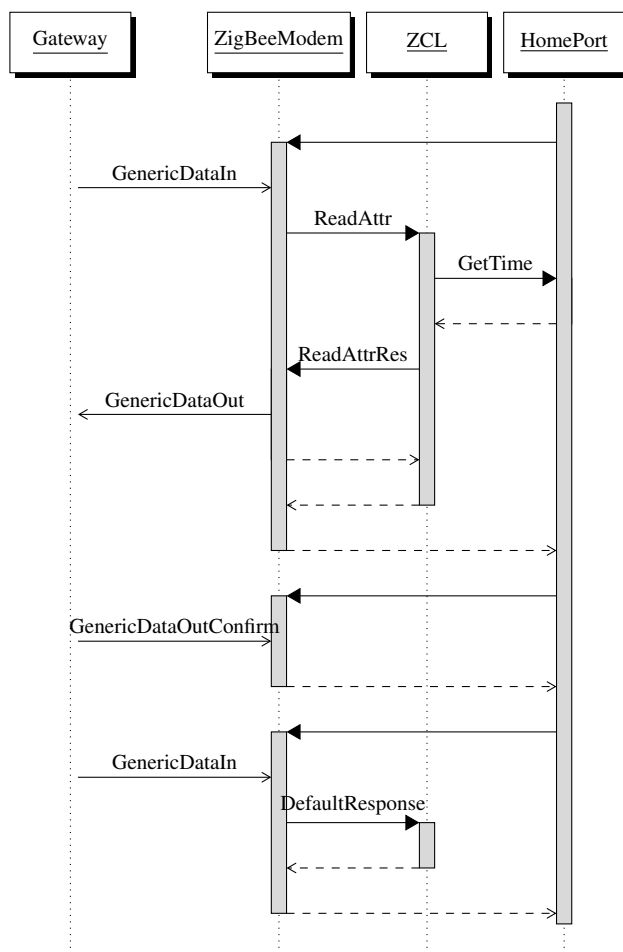 Gateway
ZigBeeModem
ZCL
HomePort
GenericDataIn
ReadAttr
GetTime
ReadAttrRes
GenericDataOut
GenericDataOutConfirm
GenericDataIn
DefaultResponse